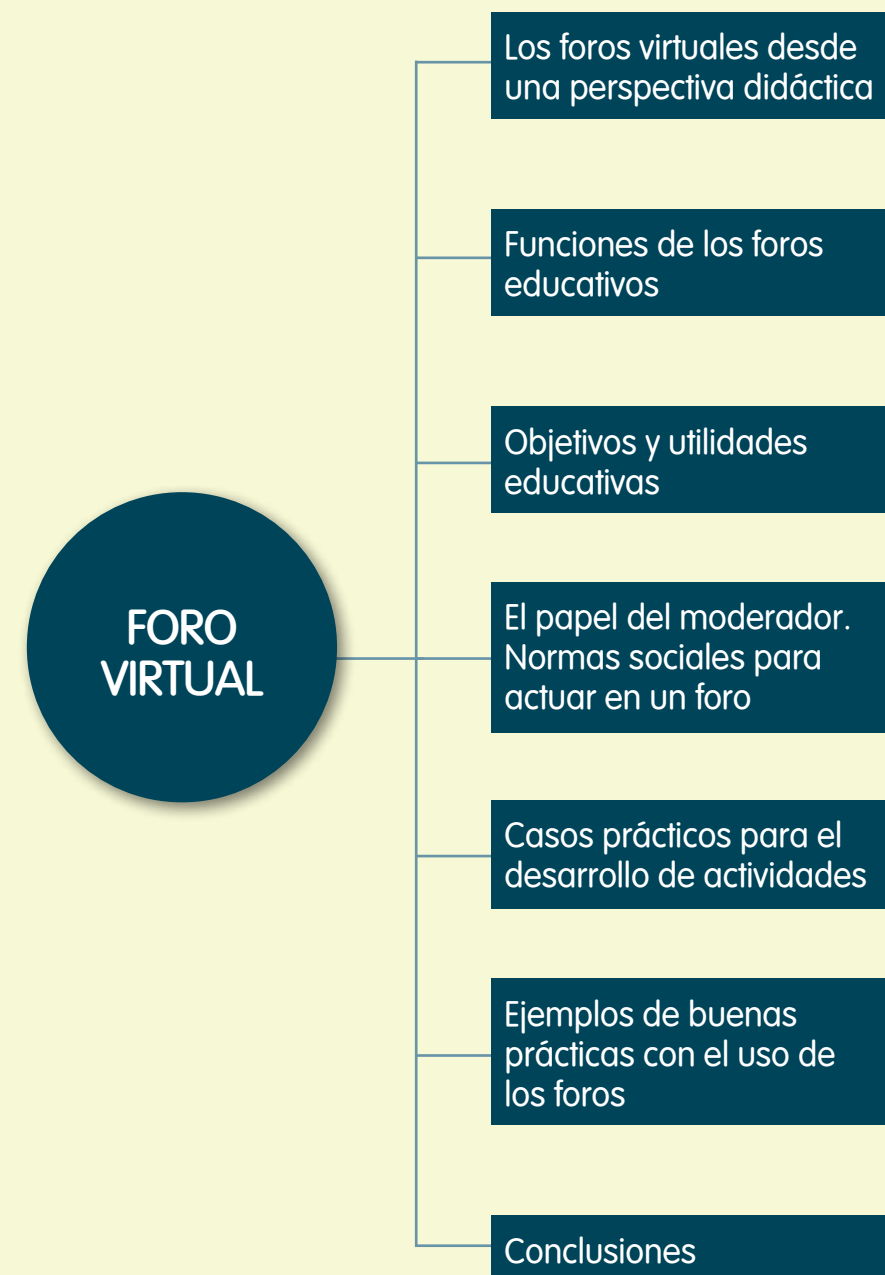 Los foros virtuales desde
una perspectiva didáctica
Funciones de los foros
educativos
Objetivos y utilidades
educativas
FORO
VIRTUAL
El papel del moderador.
Normas sociales para
actuar en un foro
Casos prácticos para el
desarrollo de actividades
Ejemplos de buenas
prácticas con el uso de
los foros
Conclusiones